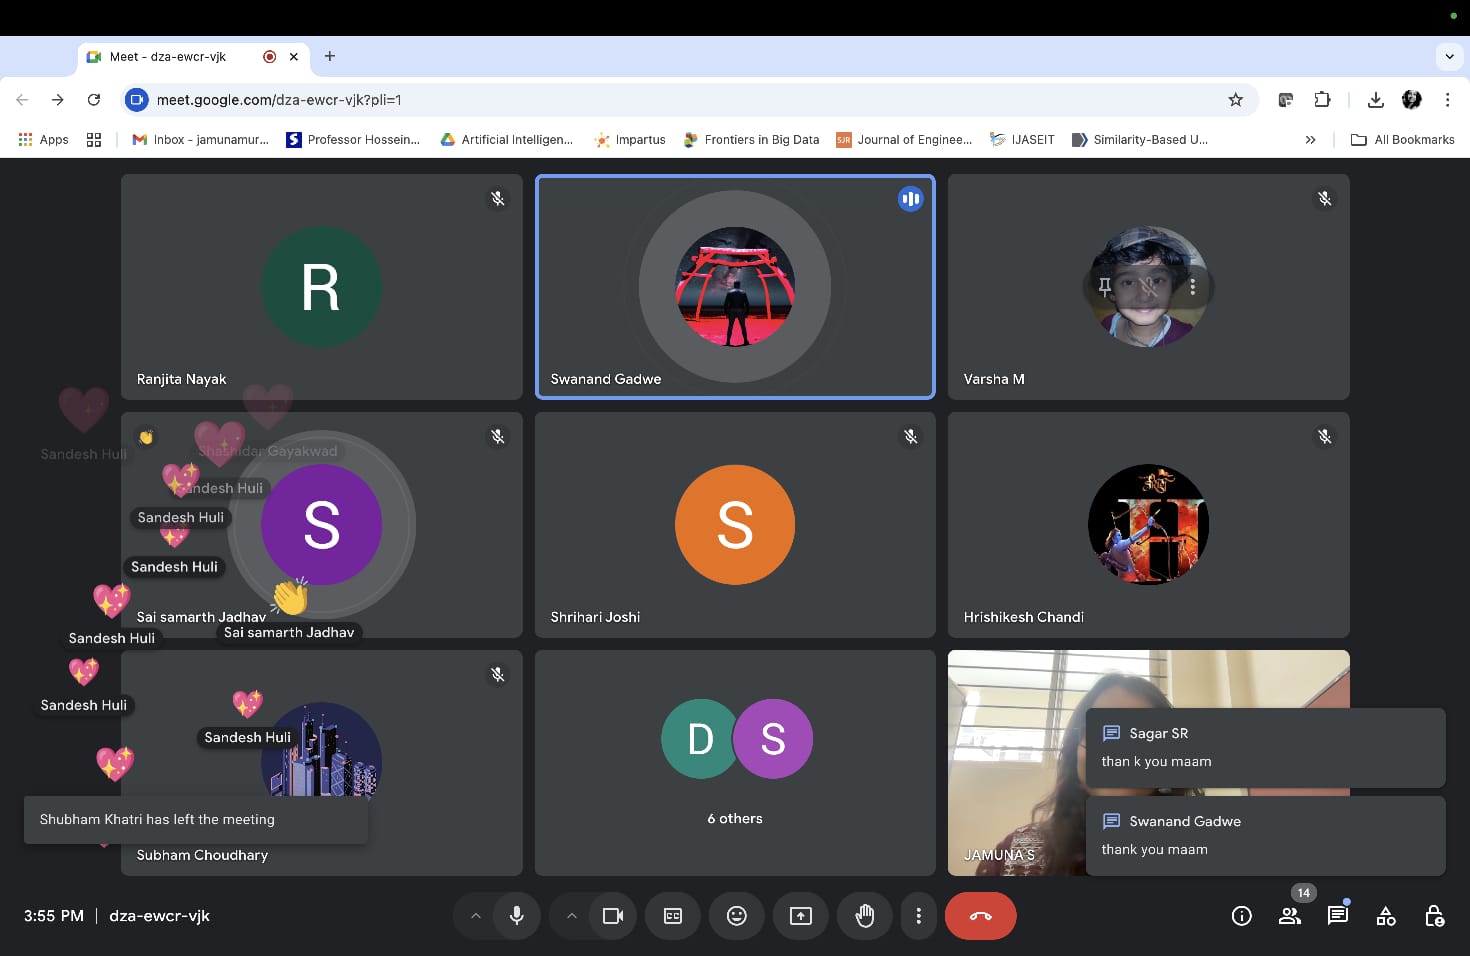 Meet - dza-ewcr-vjk
meet.google.com/dza-ewcr-vjk?pli=1
Apps
Inbox - jamunamur...
Professor Hossein...
Artificial Intelligen...
Impartus
Frontiers in Big Data
SJR
Journal of Enginee...
IJASEIT
Similarity-Based U...
All Bookmarks
R
Ranjita Nayak
Swanand Gadwe
Varsha M
Sandesh Huli
Shashidar Gayakwad
Sandesh Huli
Sandesh Huli
Sandesh Huli
S
Sai samarth Jadhav
Sai samarth Jadhav
S
Shrihari Joshi
Hrishikesh Chandi
Sandesh Huli
Sandesh Huli
Sandesh Huli
Shubham Khatri has left the meeting
Subham Choudhary
D S
6 others
JAMUNA S
Sagar SR
than k you maam
Swanand Gadwe
thank you maam
3:55 PM | dza-ewcr-vjk
CC
14